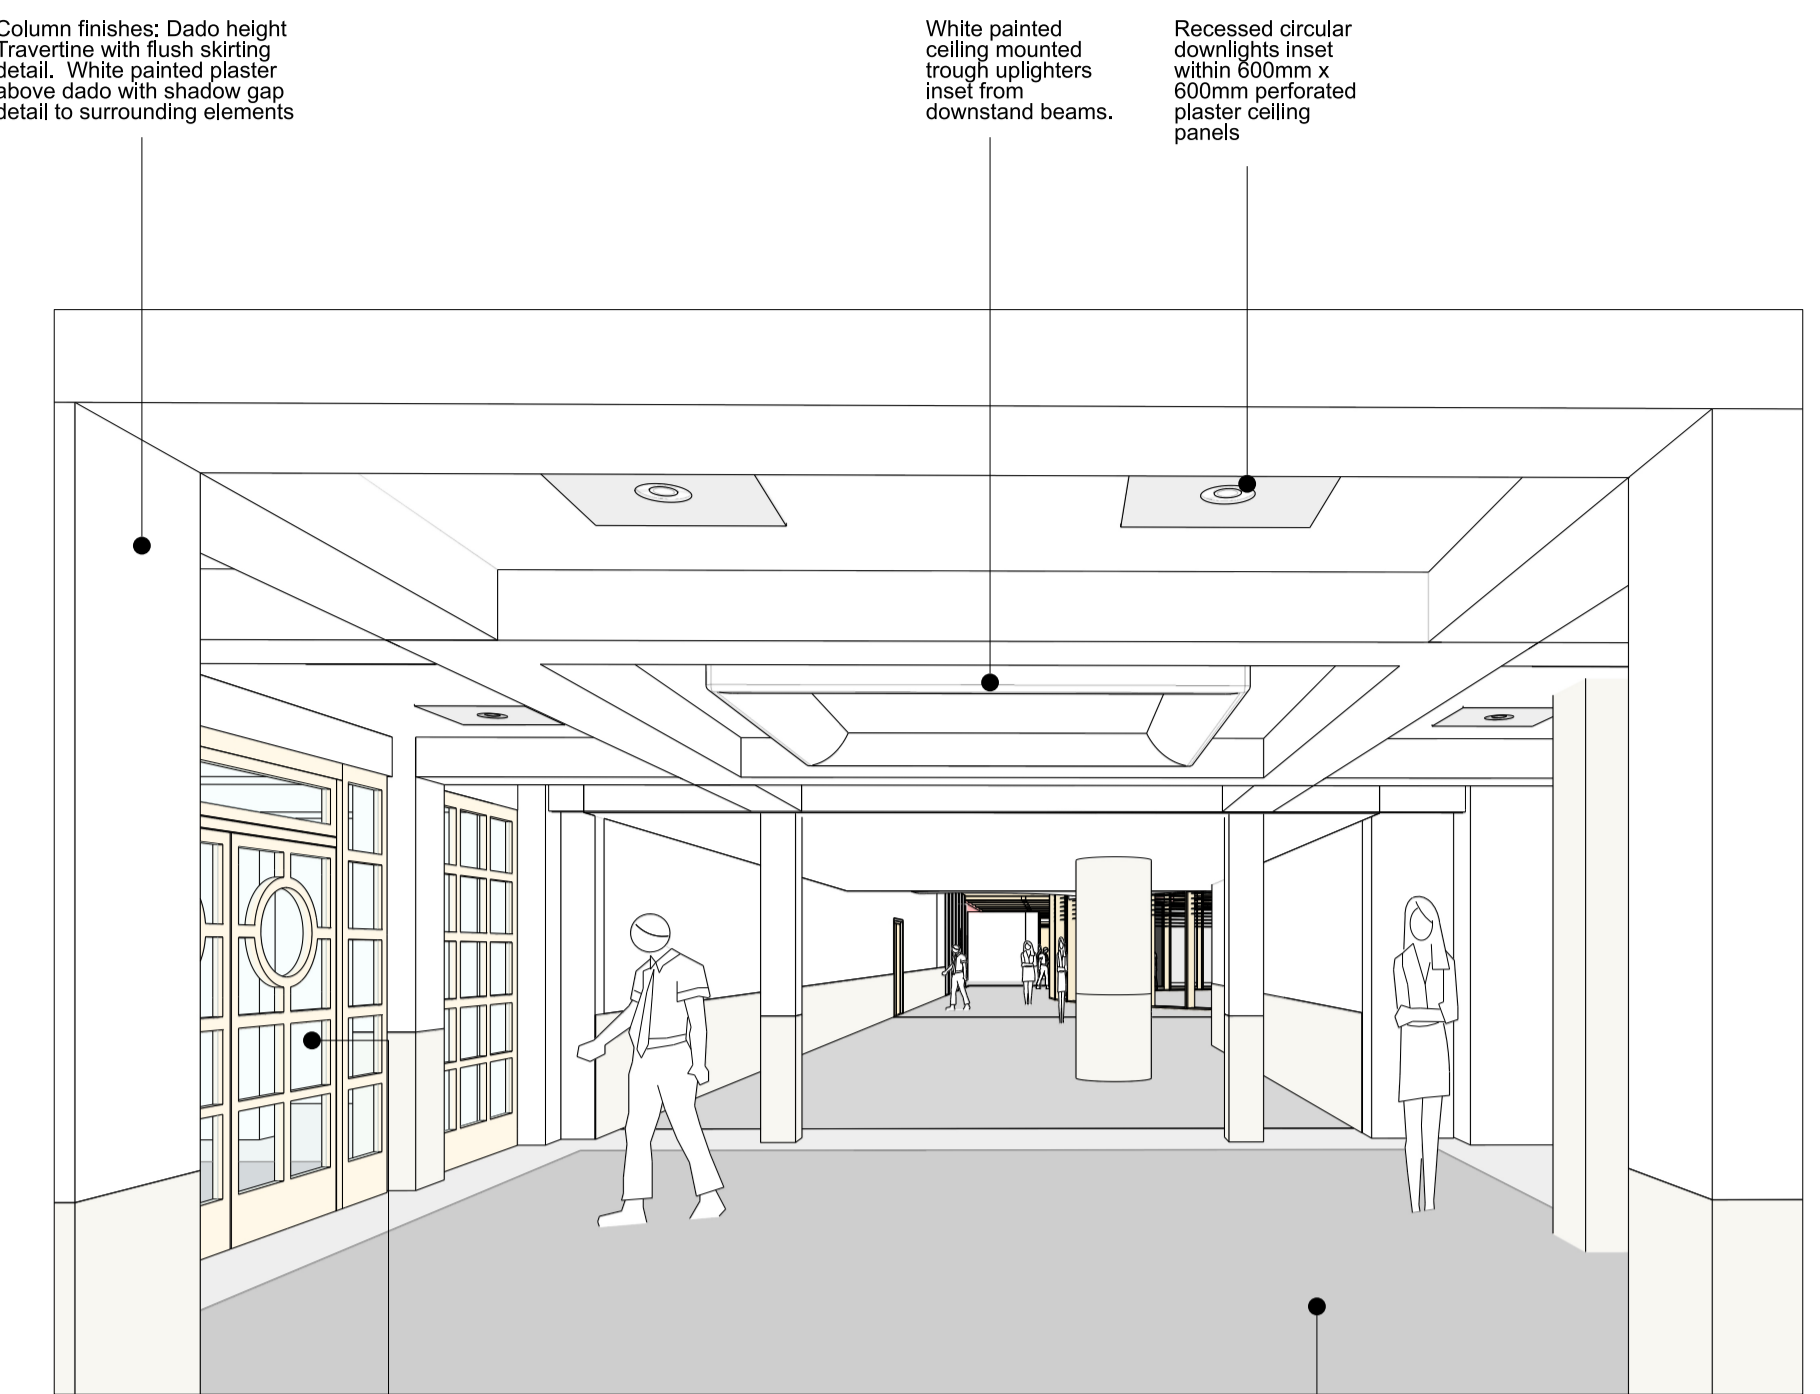 Column finishes: Dado height
Travertine with flush skirting
detail.  White painted plaster
above dado with shadow gap
detail to surrounding elements
White painted
ceiling mounted
trough uplighters
inset from
downstand beams.
Recessed circular
downlights inset
within 600mm x
600mm perforated
plaster ceiling
panels